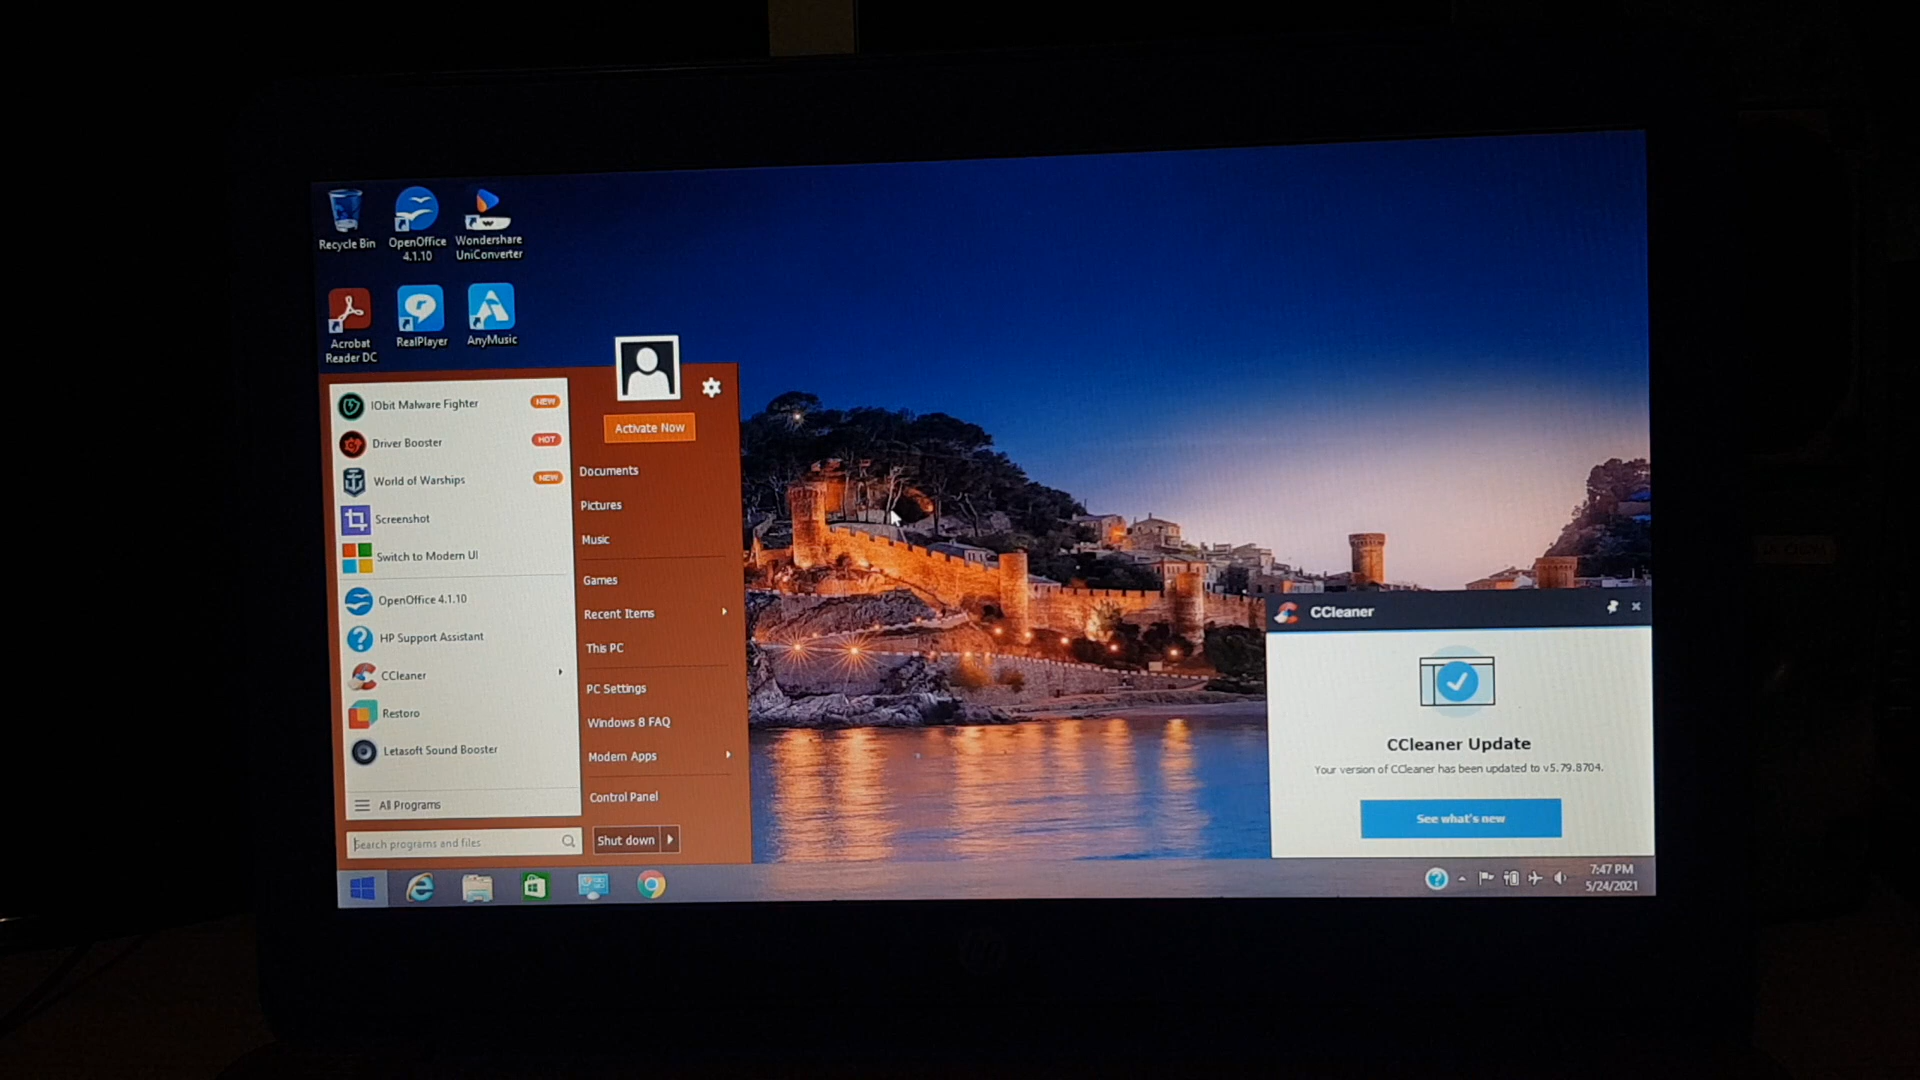 Recycle Bin
OpenOffice
4.1.10
Wondershare
UniConverter
Acrobat
Reader DC
RealPlayer
AnyMusic
IObit Malware Fighter
NEW
Driver Booster
HOT
World of Warships
NEW
Screenshot
Switch to Modern UI
OpenOffice 4.1.10
HP Support Assistant
CCleaner
Restoro
Letasoft Sound Booster
All Programs
Search programs and files
Activate Now
Documents
Pictures
Music
Games
Recent Items
This PC
PC Settings
Windows 8 FAQ
Modern Apps
Control Panel
Shut down
CCleaner
CCleaner Update
Your version of CCleaner has been updated to v5.79.8704.
See what's new
7:47 PM
5/24/2021
hp